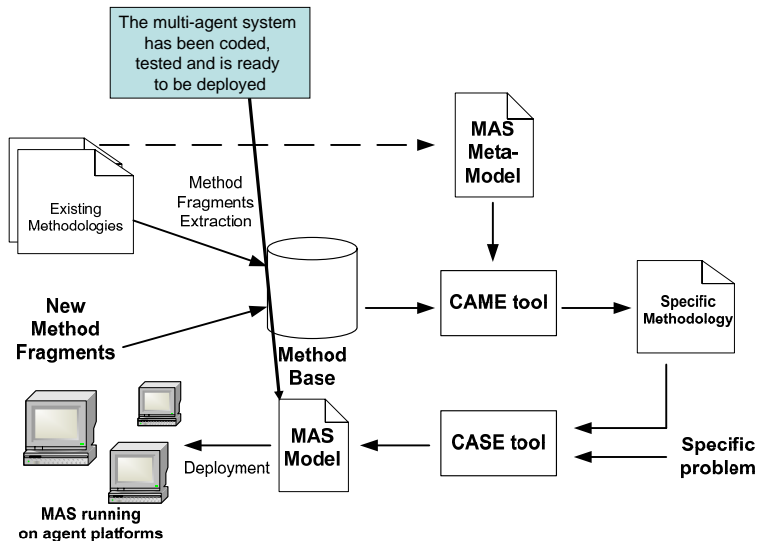 The multi-agent system
has been coded,
tested and is ready
to be deployed
MAS
Meta-
Model
Method
Fragments
Extraction
Existing
Methodologies
CAME tool
Specific
Methodology
New
Method
Fragments
Method
Base
MAS
Model
CASE tool
Specific
problem
Deployment
MAS running
on agent platforms